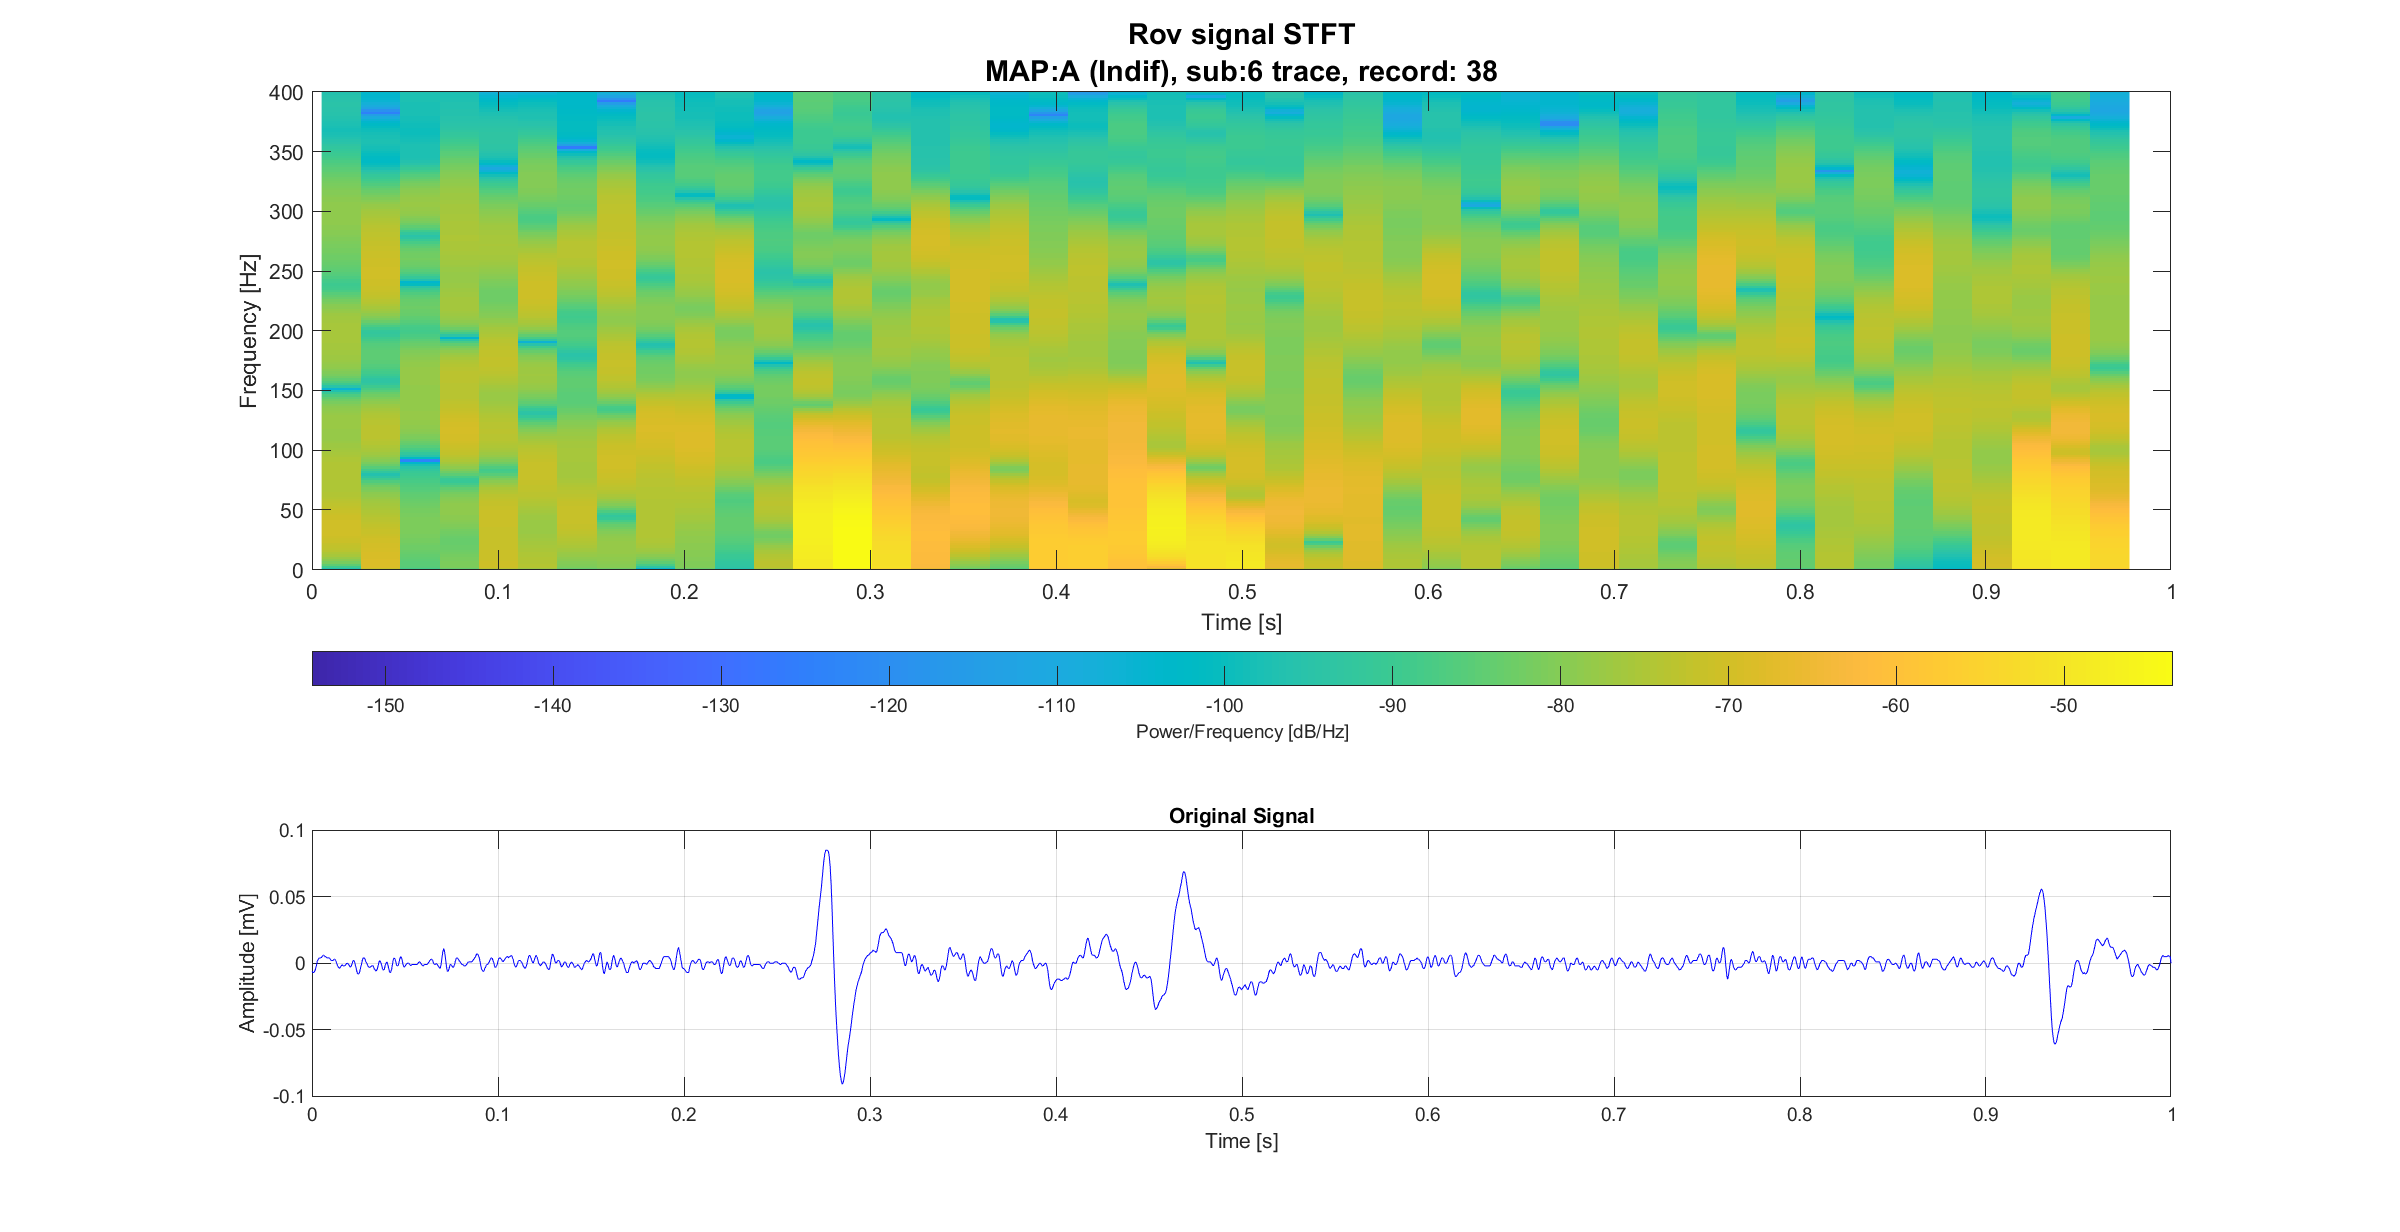 Rov signal STFT
MAP:A (Indif), sub:6 trace, record: 38
400
350
300
250
200
150
100
50
0
Frequency [Hz]
0 0.1 0.2 0.3 0.4 0.5 0.6 0.7 0.8 0.9 1
Time [s]
-150 -140 -130 -120 -110 -100 -90 -80 -70 -60 -50
Power/Frequency [dB/Hz]
Original Signal
0.1
0.05
0
-0.05
-0.1
Amplitude [mV]
0 0.1 0.2 0.3 0.4 0.5 0.6 0.7 0.8 0.9 1
Time [s]